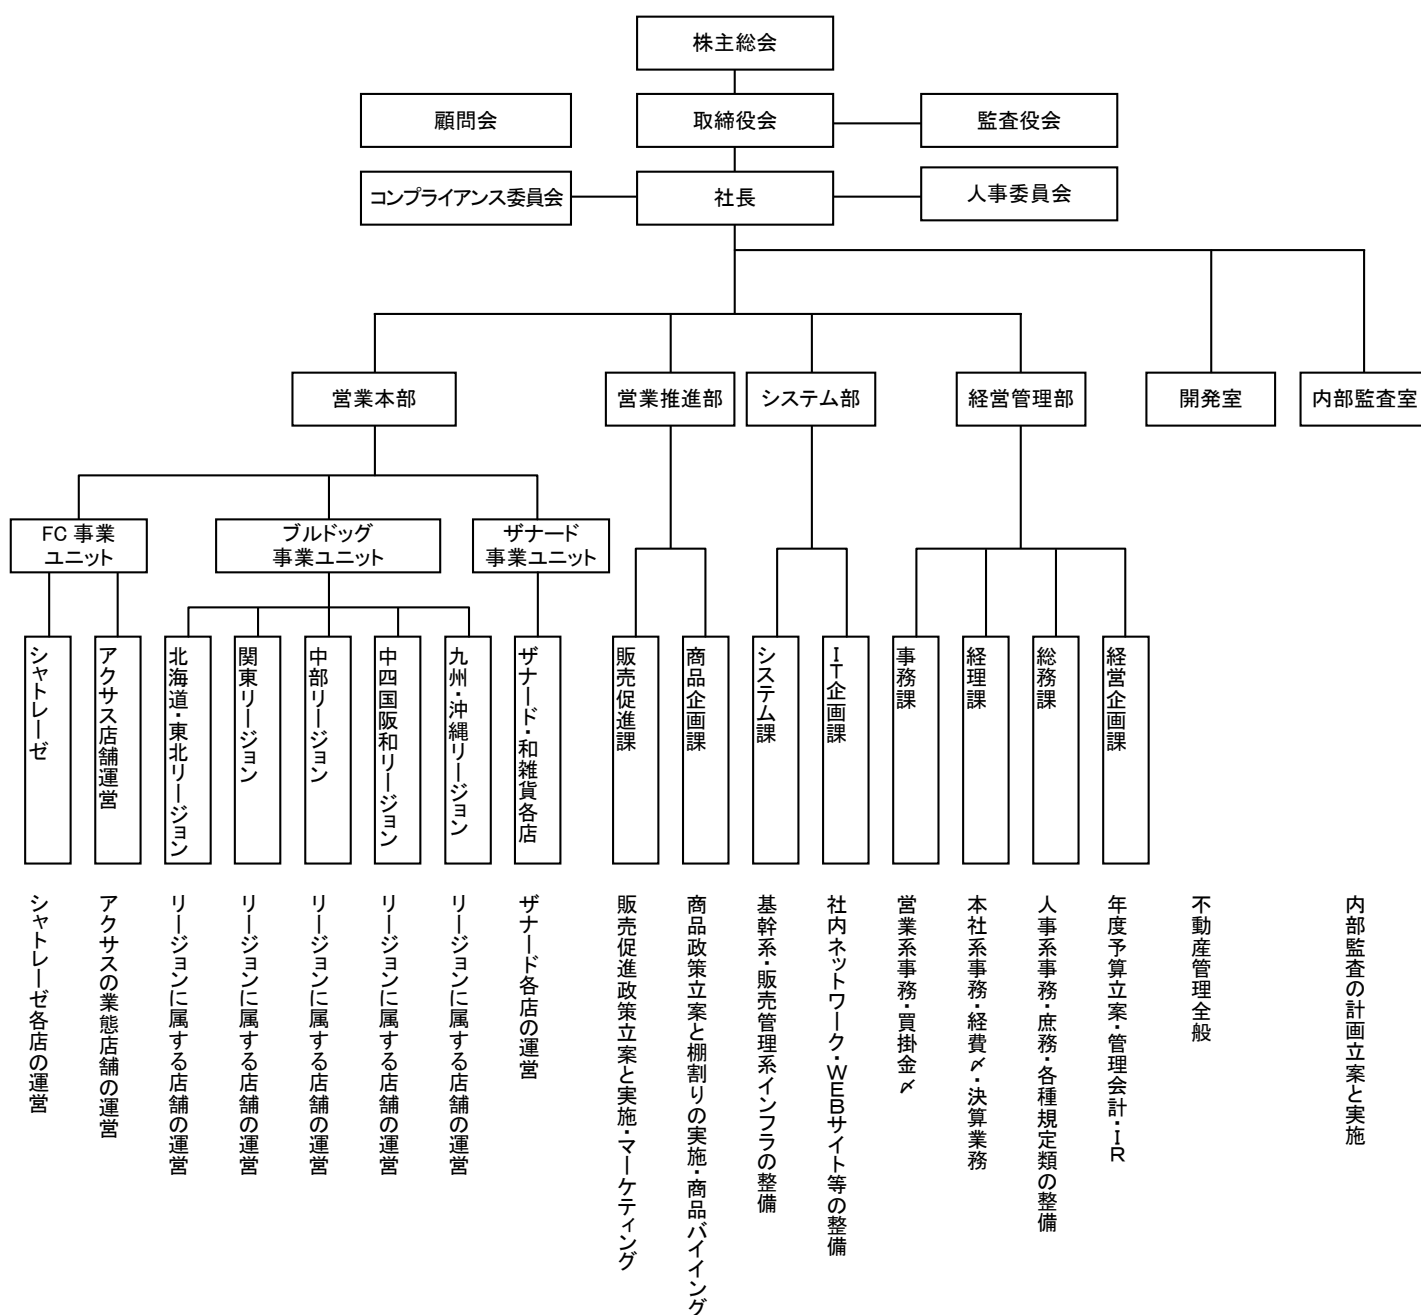 株主総会
顧問会
取締役会
監査役会
コンプライアンス委員会
社長
人事委員会
営業本部
営業推進部
システム部
経営管理部
開発室
内部監査室
FC 事業
ユニット
ブルドッグ
事業ユニット
ザナード
事業ユニット
シャトレーゼ
アクサス店舗運営
北海道・東北リージョン
関東リージョン
中部リージョン
中四国阪和リージョン
九州・沖縄リージョン
ザナード・和雑貨各店
販売促進課
商品企画課
システム課
IT企画課
事務課
経理課
総務課
経営企画課
シャトレーゼ各店の運営
アクサスの業態店舗の運営
リージョンに属する店舗の運営
リージョンに属する店舗の運営
リージョンに属する店舗の運営
リージョンに属する店舗の運営
リージョンに属する店舗の運営
ザナード各店の運営
販売促進政策立案と実施・マーケティング
商品政策立案と棚割りの実施・商品バイイング
基幹系・販売管理系インフラの整備
社内ネットワーク・WEBサイト等の整備
営業系事務・買掛金〆
本社系事務・経費〆・決算業務
人事系事務・庶務・各種規定類の整備
年度予算立案・管理会計・IR
不動産管理全般
内部監査の計画立案と実施